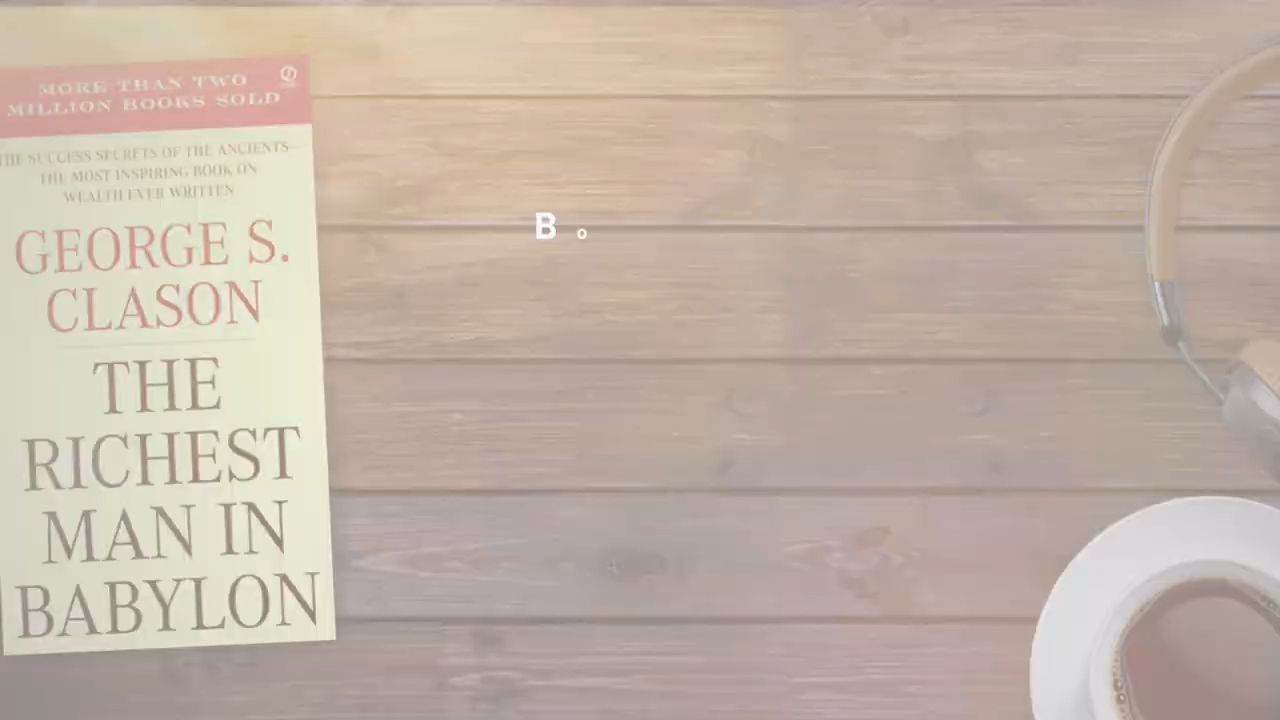 MORE THAN TWO
MILLION BOOKS SOLD
THE SUCCESS SECRETS OF THE ANCIENTS—
THE MOST INSPIRING BOOK ON
WEALTH EVER WRITTEN
GEORGE S.
CLASON
THE
RICHEST
MAN IN
BABYLON
B o